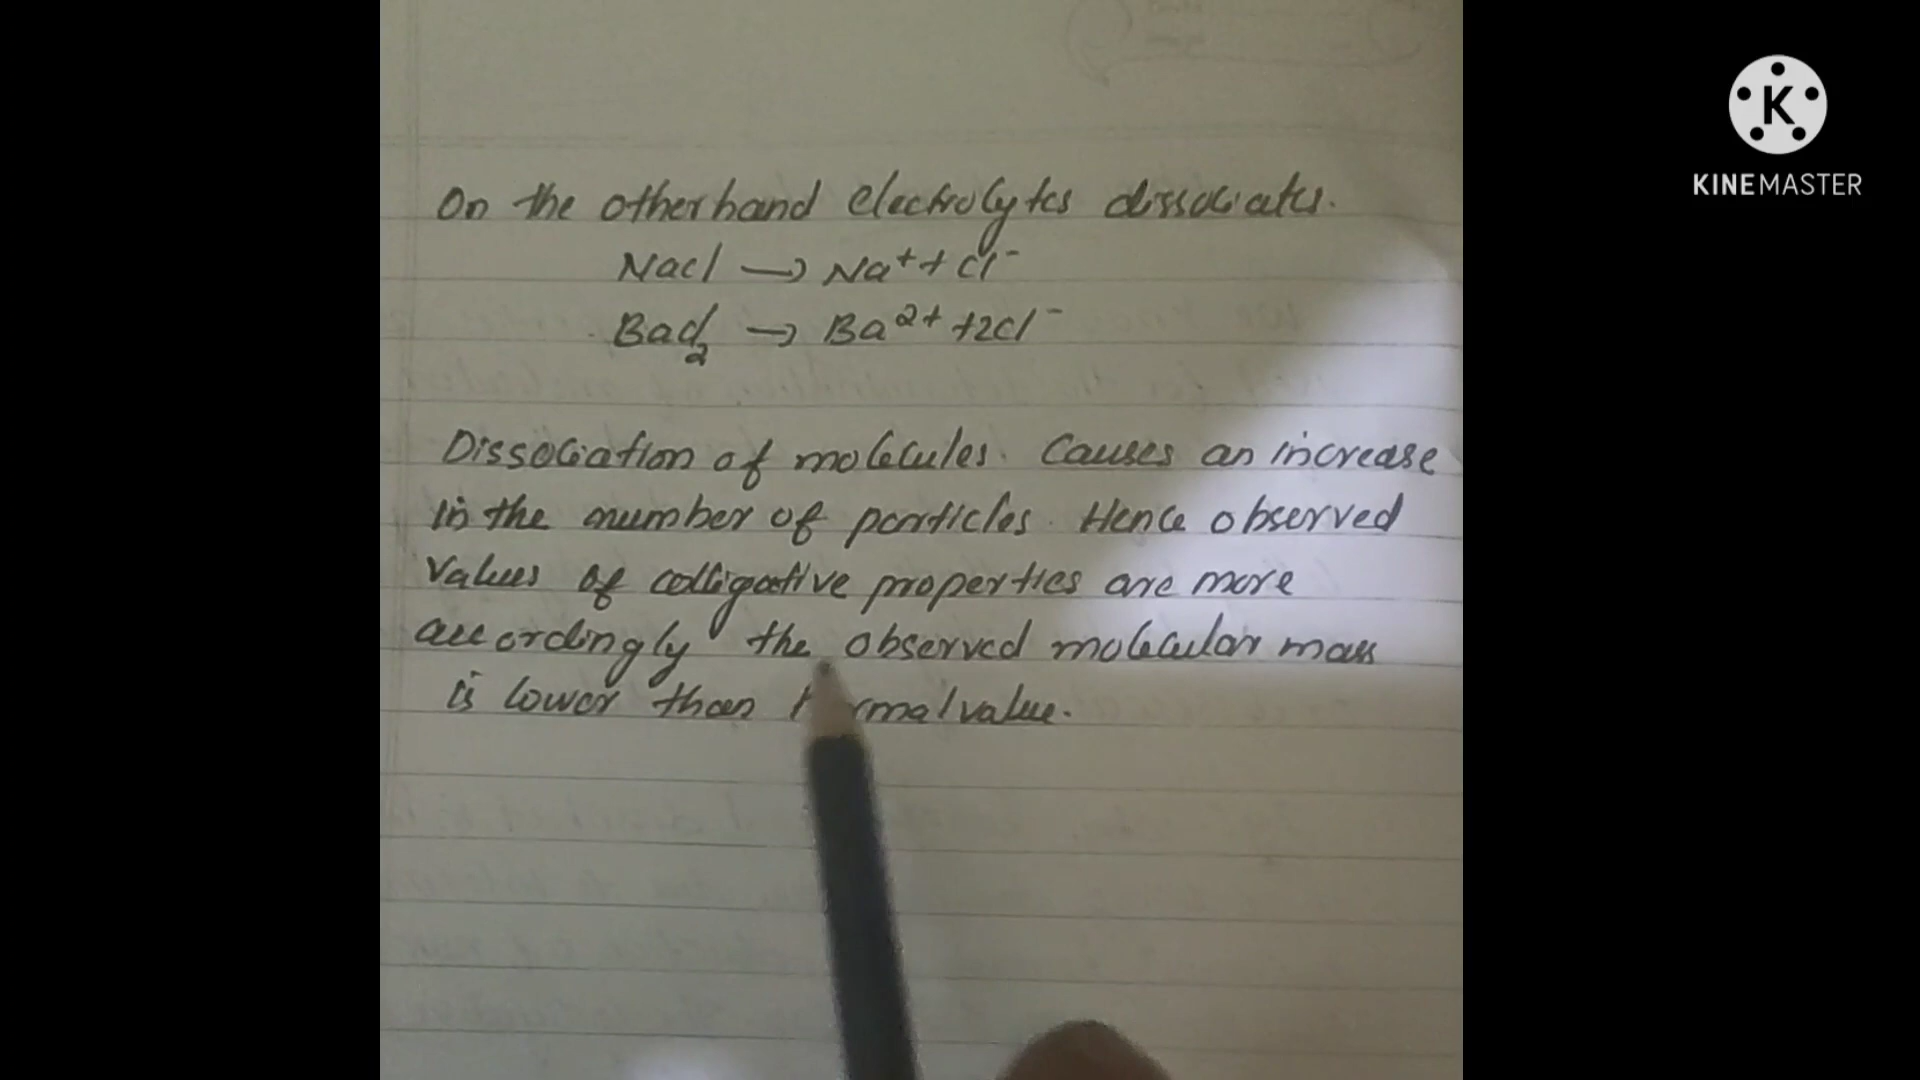 On the otherhand electrolytes dissociates.
Nacl → Na⁺ + Cl⁻
Bacl₂ → Ba²⁺ + 2Cl⁻
Dissociation of molecules. Causes an increase
in the number of particles. Hence observed
Values of colligative properties are more
accordingly the observed molecular mass
is lower than value.
K
KINEMASTER